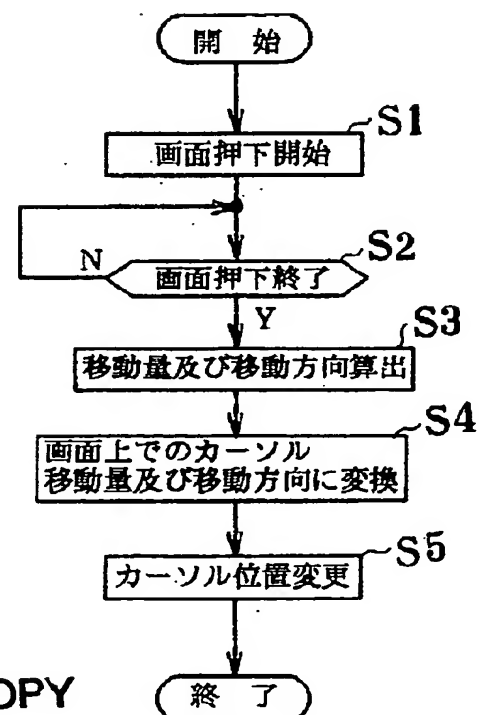 開 始
S1
画面押下開始
S2
画面押下終了
N
Y
S3
移動量及び移動方向算出
S4
画面上でのカーソル
移動量及び移動方向に変換
S5
カーソル位置変更
OPY
終 了